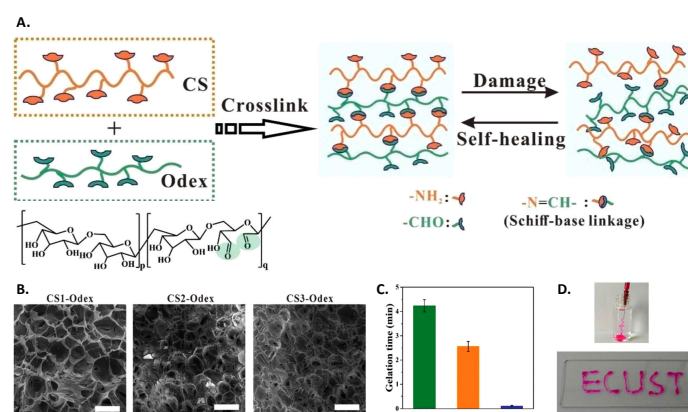 A.
CS
+
Odex
Crosslink
Damage
Self-healing
-NH₂:
-CHO:
-N=CH- :
(Schiff-base linkage)
HO
OH
O
p
q
B.
CS1-Odex
CS2-Odex
CS3-Odex
C.
Gelation time (min)
5
4
3
2
1
0
D.
ECUST